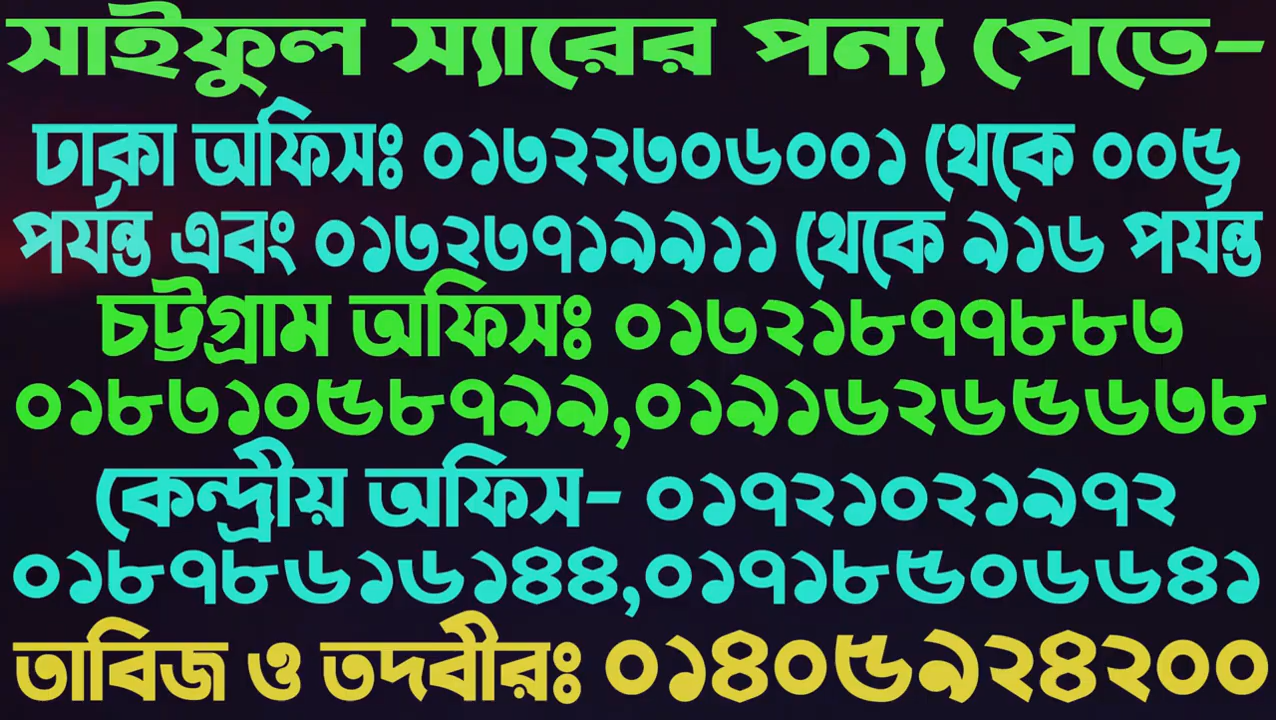 সাইফুল স্যারের পন্য পেতে-
ঢাকা অফিসঃ ০১৩২২৩০৬০০১ থেকে ০০৫
পর্যন্ত এবং ০১৩২৩৭১৯৯১১ থেকে ৯১৬ পর্যন্ত
চট্টগ্রাম অফিসঃ ০১৩২১৮৭৭৮৮৩
০১৮৩১০৫৮৭৯৯,০১৯১৬২৬৫৬৩৮
কেন্দ্রীয় অফিস- ০১৭২১০২১৯৭২
০১৮৭৮৬১৬১৪৪,০১৭১৮৫০৬৬৪১
তাবিজ ও তদবীরঃ ০১৪০৫৯২৪২০০